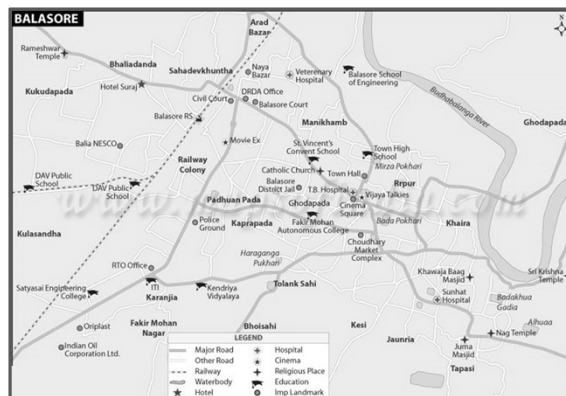 BALASORE
Arad
Bazar
Rameshwar
Temple
Bhaliadanda
Sahadevkhuntha
Naya
Bazar
Veterenary
Hospital
Balasore School
of Engineering
Kukudapada
Hotel Suraj
Civil Court
DRDA Office
Balasore Court
Budhabalanga River
Ghodapada
Balasore RS
Manikhamb
Balia NESCO
Movie Ex
St. Vincent's
Convent School
Town High
School
Railway
Colony
Catholic Church
Town Hall
Mirza Pokhari
DAV Public
School
DAV Public
School
Balasore
District Jail
T.B. Hospital
Rrpur
Vijaya Talkies
Padhuan Pada
Ghodapada
Cinema
Square
Kulasandha
Police
Ground
Kaprapada
Fakir Mohan
Autonomous College
Bada Pokhari
Khaira
Choudhary
Market
Complex
Haraganga
Pukhari
RTO Office
Khawaja Baag
Masjid
Sri Krishna
Temple
Satyasai Engineering
College
ITI
Karanjia
Kendriya
Vidyalaya
Tolank Sahi
Sunhat
Hospital
Badakhua
Gadia
Oriplast
Fakir Mohan
Nagar
Bhoisahi
Kesi
Jaunria
Alhuaa
Nag Temple
Indian Oil
Corporation Ltd.
Juma
Masjid
Tapasi
LEGEND
Major Road
Hospital
Other Road
Cinema
Railway
Religious Place
Waterbody
Education
Hotel
Imp Landmark